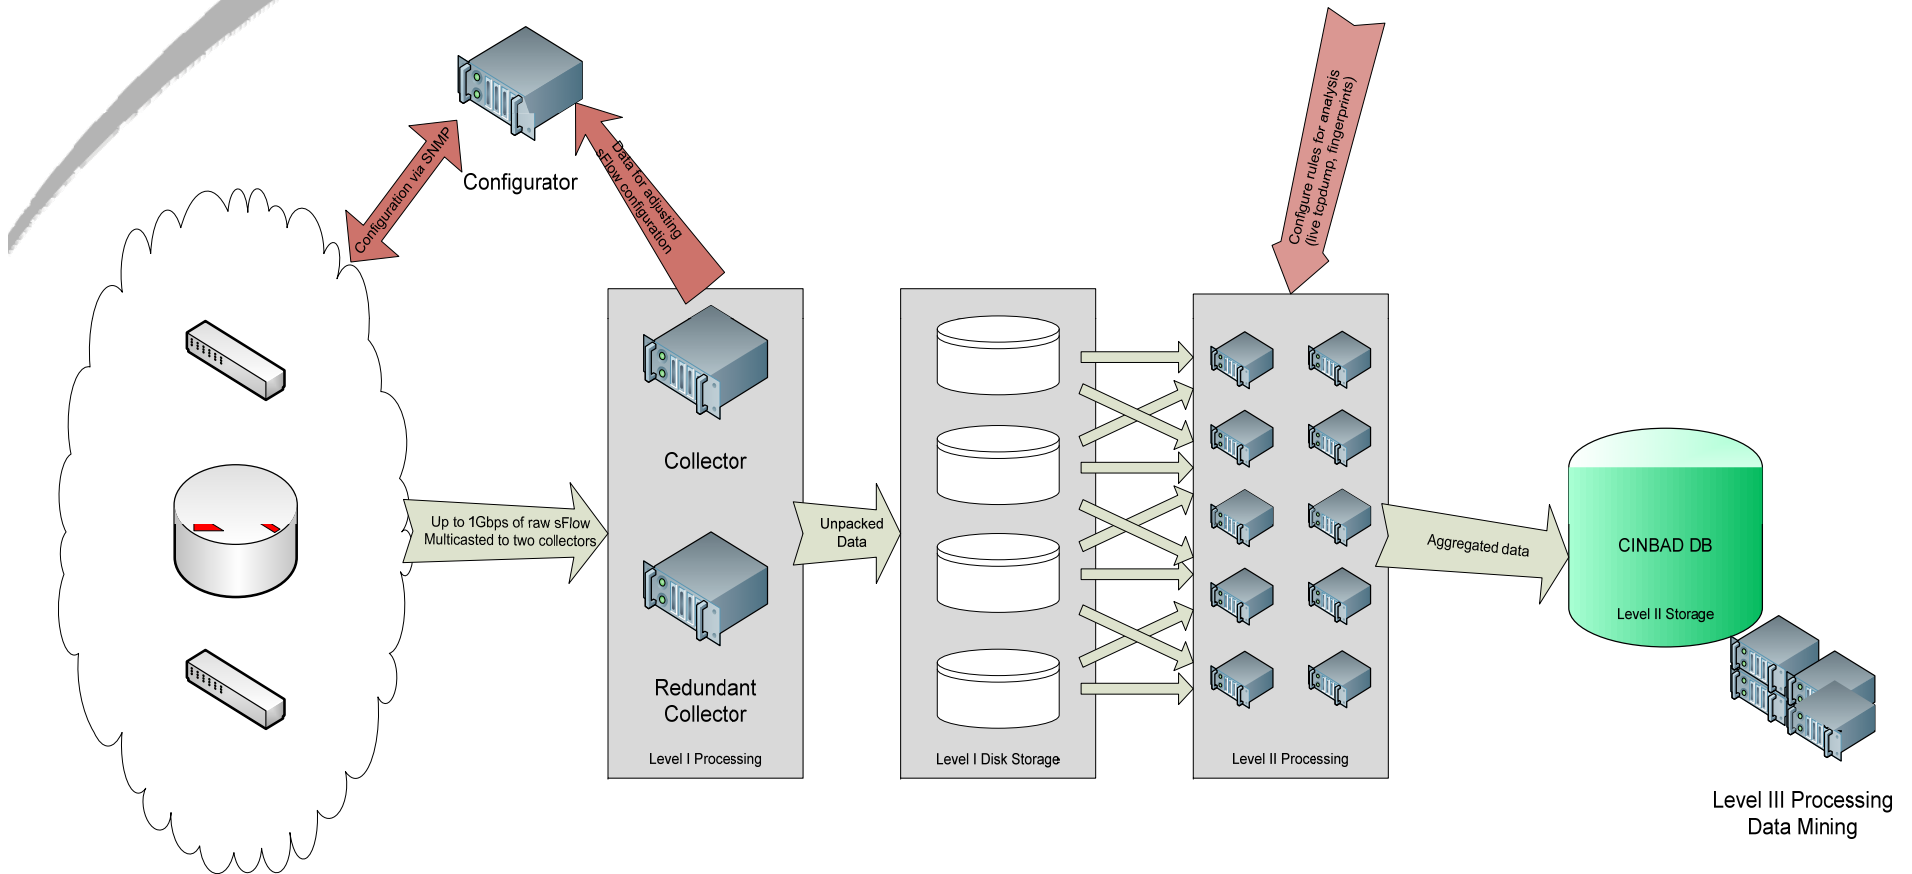 Configurator
Configuration via SNMP
Data for adjusting
sFlow configuration
Configure rules for analysis
(live tcpdump, fingerprints)
Up to 1Gbps of raw sFlow
Multicasted to two collectors
Collector
Redundant
Collector
Level I Processing
Unpacked
Data
Level I Disk Storage
Level II Processing
Aggregated data
CINBAD DB
Level II Storage
Level III Processing
Data Mining